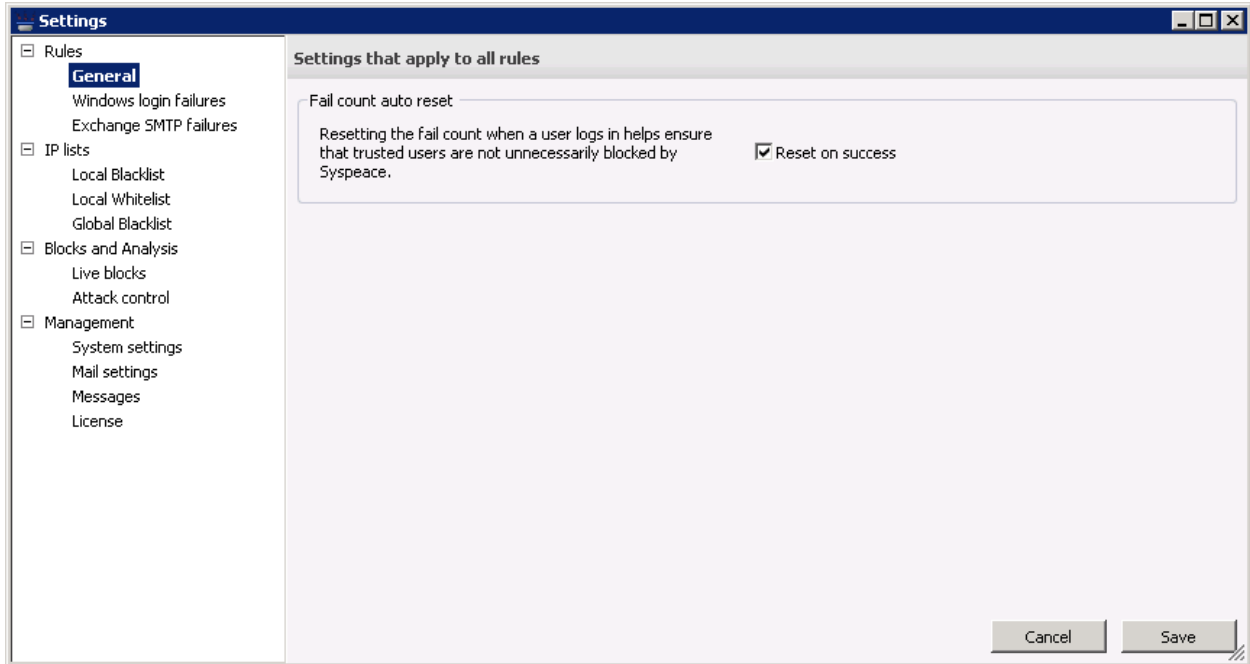 Settings
Rules
General
Windows login failures
Exchange SMTP failures
IP lists
Local Blacklist
Local Whitelist
Global Blacklist
Blocks and Analysis
Live blocks
Attack control
Management
System settings
Mail settings
Messages
License
Settings that apply to all rules
Fail count auto reset
Resetting the fail count when a user logs in helps ensure
that trusted users are not unnecessarily blocked by
Syspeace.
Reset on success
Cancel
Save